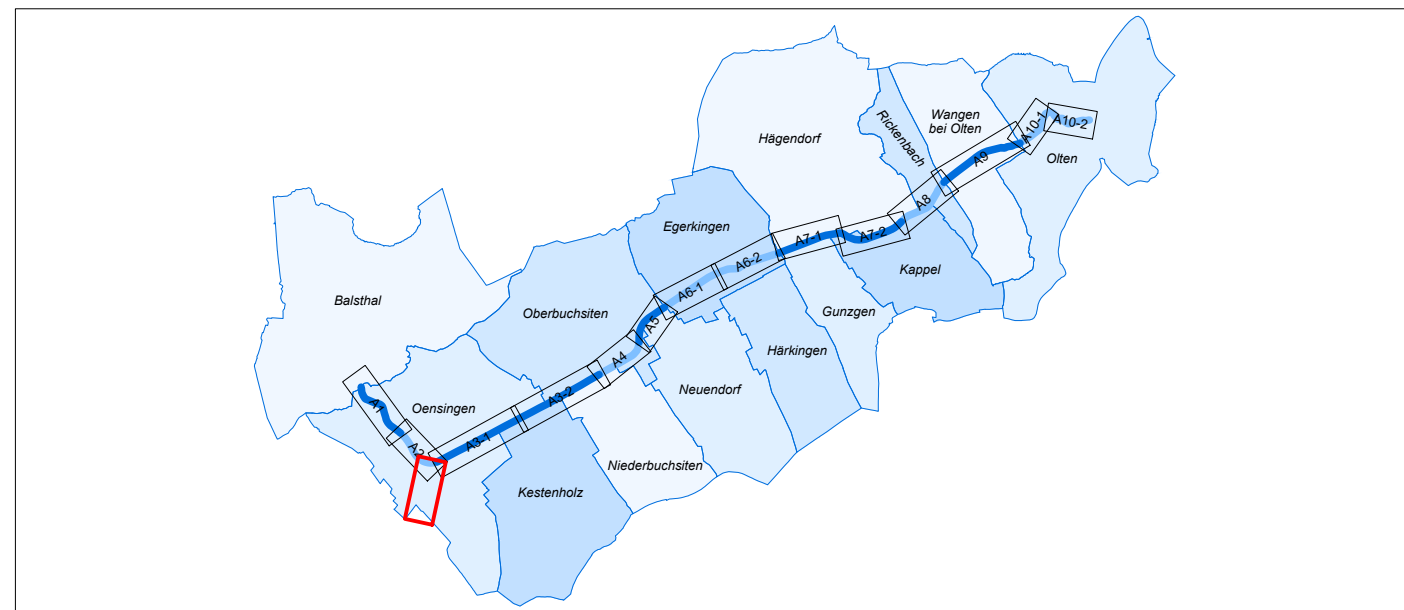 Hägendorf
Rickenbach
Wangen
bei Olten
A10-1
A10-2
Olten
A9
A8
Egerkingen
A7-1
A7-2
A6-2
A6-1
Kappel
Balsthal
Oberbuchsiten
Gunzgen
A5
Härkingen
A4
Neuendorf
A3-2
A1
Oensingen
A3-1
A2
Niederbuchsiten
Kestenholz